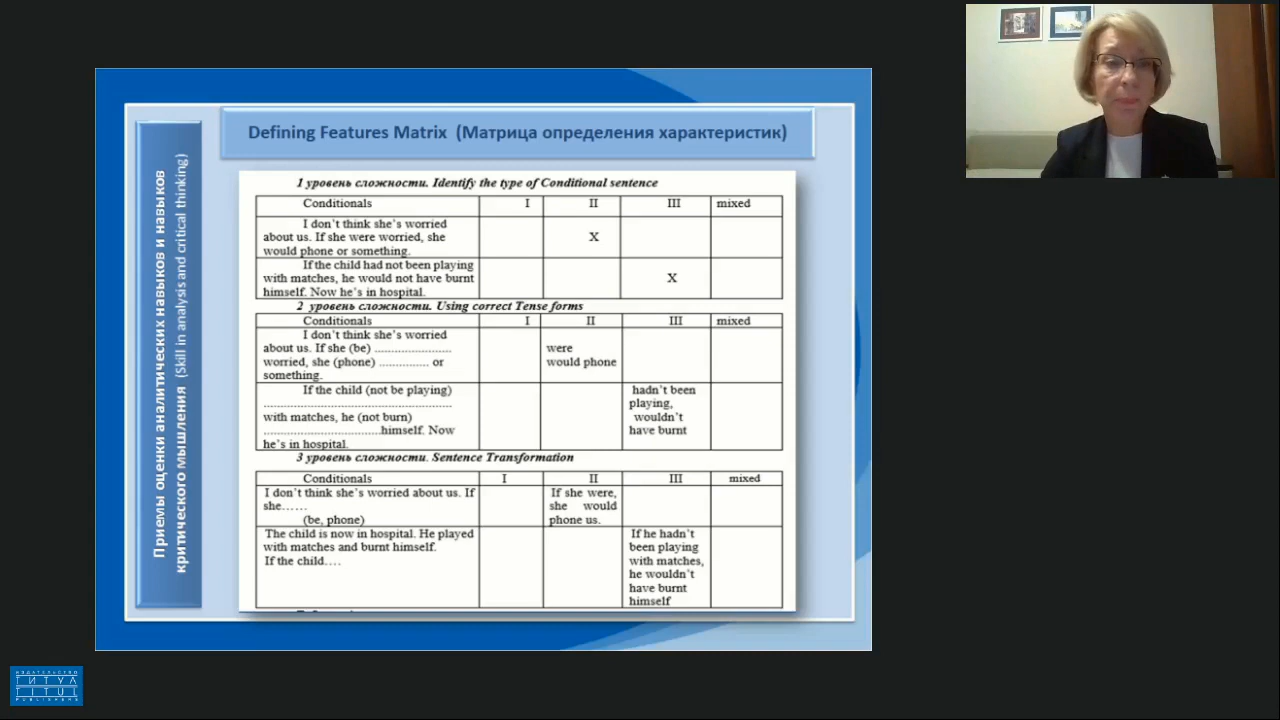 Defining Features Matrix (Матрица определения характеристик)
Приемы оценки аналитических навыков и навыков
критического мышления (Skill in analysis and critical thinking)
1 уровень сложности. Identify the type of Conditional sentence
Conditionals I II III mixed
I don't think she's worried
about us. If she were worried, she
would phone or something.
X
If the child had not been playing
with matches, he would not have burnt
himself. Now he's in hospital.
X
2 уровень сложности. Using correct Tense forms
Conditionals I II III mixed
I don't think she's worried
about us. If she (be) ........................
worried, she (phone) ............... or
something.
were
would phone
If the child (not be playing)
..........................................................
with matches, he (not burn)
....................................himself. Now
he's in hospital.
hadn't been
playing,
wouldn't
have burnt
3 уровень сложности. Sentence Transformation
Conditionals I II III mixed
I don't think she's worried about us. If
she……
(be, phone)
If she were,
she would
phone us.
The child is now in hospital. He played
with matches and burnt himself.
If the child….
If he hadn't
been playing
with matches,
he wouldn't
have burnt
himself
ИЗДАТЕЛЬСТВО
ТИТУЛ
TITUL
PUBLISHERS